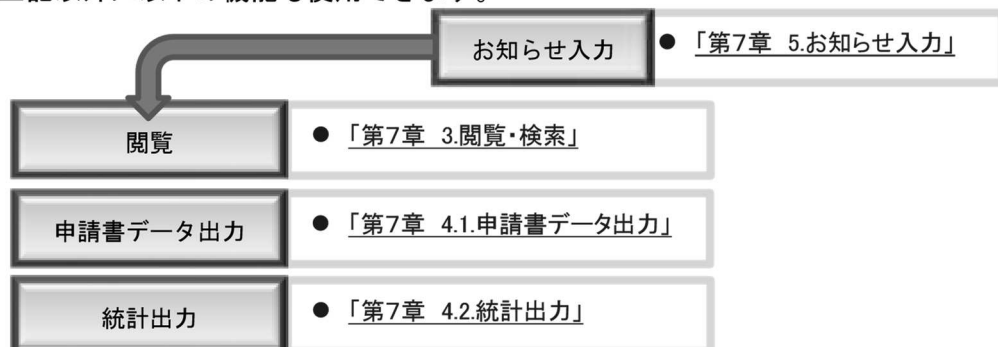 お知らせ入力
● 「第7章 5.お知らせ入力」
閲覧
● 「第7章 3.閲覧・検索」
申請書データ出力
● 「第7章 4.1.申請書データ出力」
統計出力
● 「第7章 4.2.統計出力」